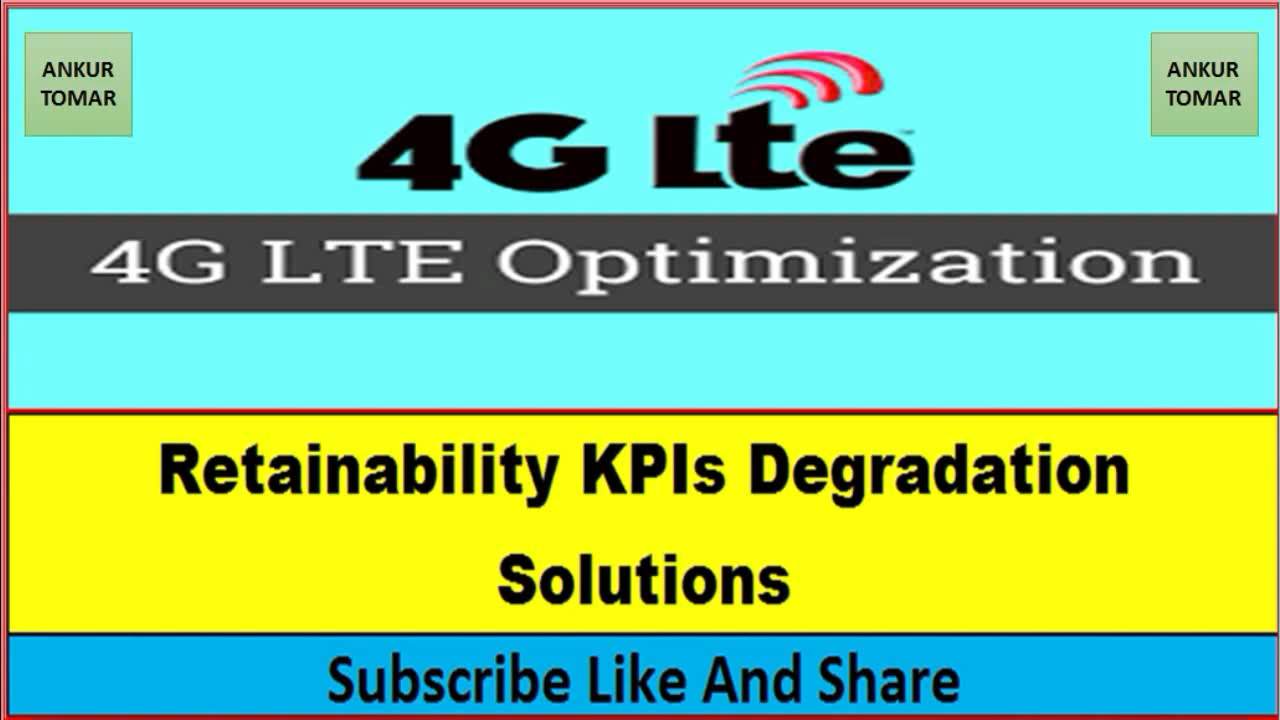 ANKUR
TOMAR
ANKUR
TOMAR
4G Lte
4G LTE Optimization
Retainability KPIs Degradation
Solutions
Subscribe Like And Share